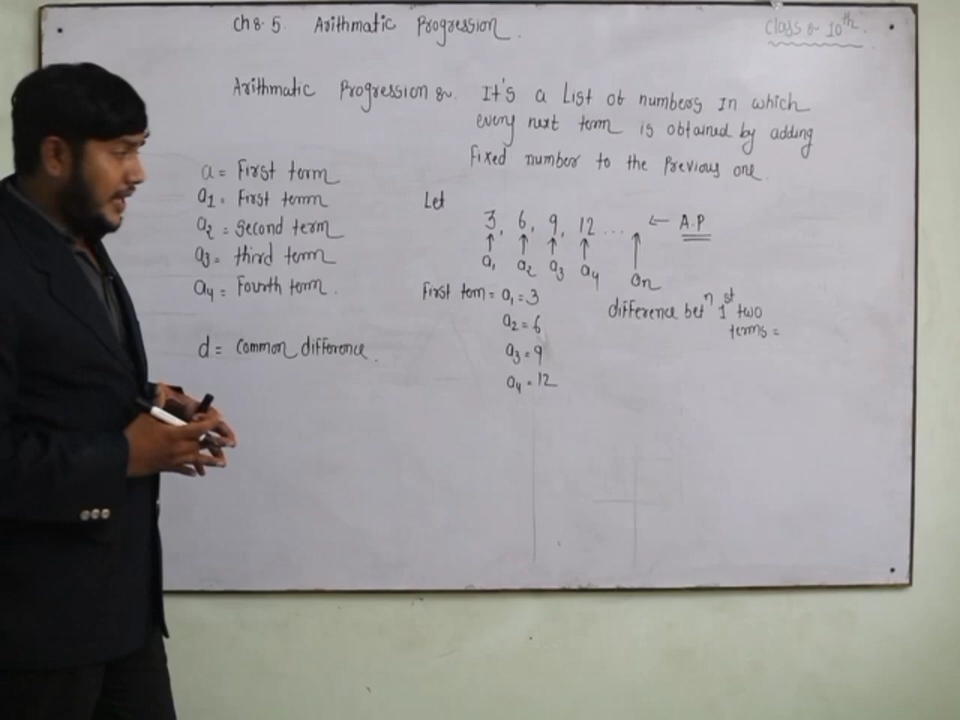 Ch 5. Arithmatic Progression.
Class 10th.
Arithmatic Progression It's a List of numbers In which
every next term is obtained by adding
Fixed number to the Previous one.
a = First term
a1 = First term
a2 = Second term
a3 = third term
a4 = Fourth term.
d = Common difference.
Let
3, 6, 9, 12 ... ← A.P
a1 a2 a3 a4 an
First term = a1 = 3
a2 = 6
a3 = 9
a4 = 12
difference betn 1st two
terms =